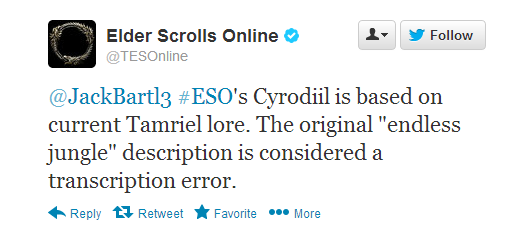 Elder Scrolls Online
@TESOnline
Follow
@JackBartl3 #ESO's Cyrodiil is based on
current Tamriel lore. The original "endless
jungle" description is considered a
transcription error.
Reply Retweet Favorite More